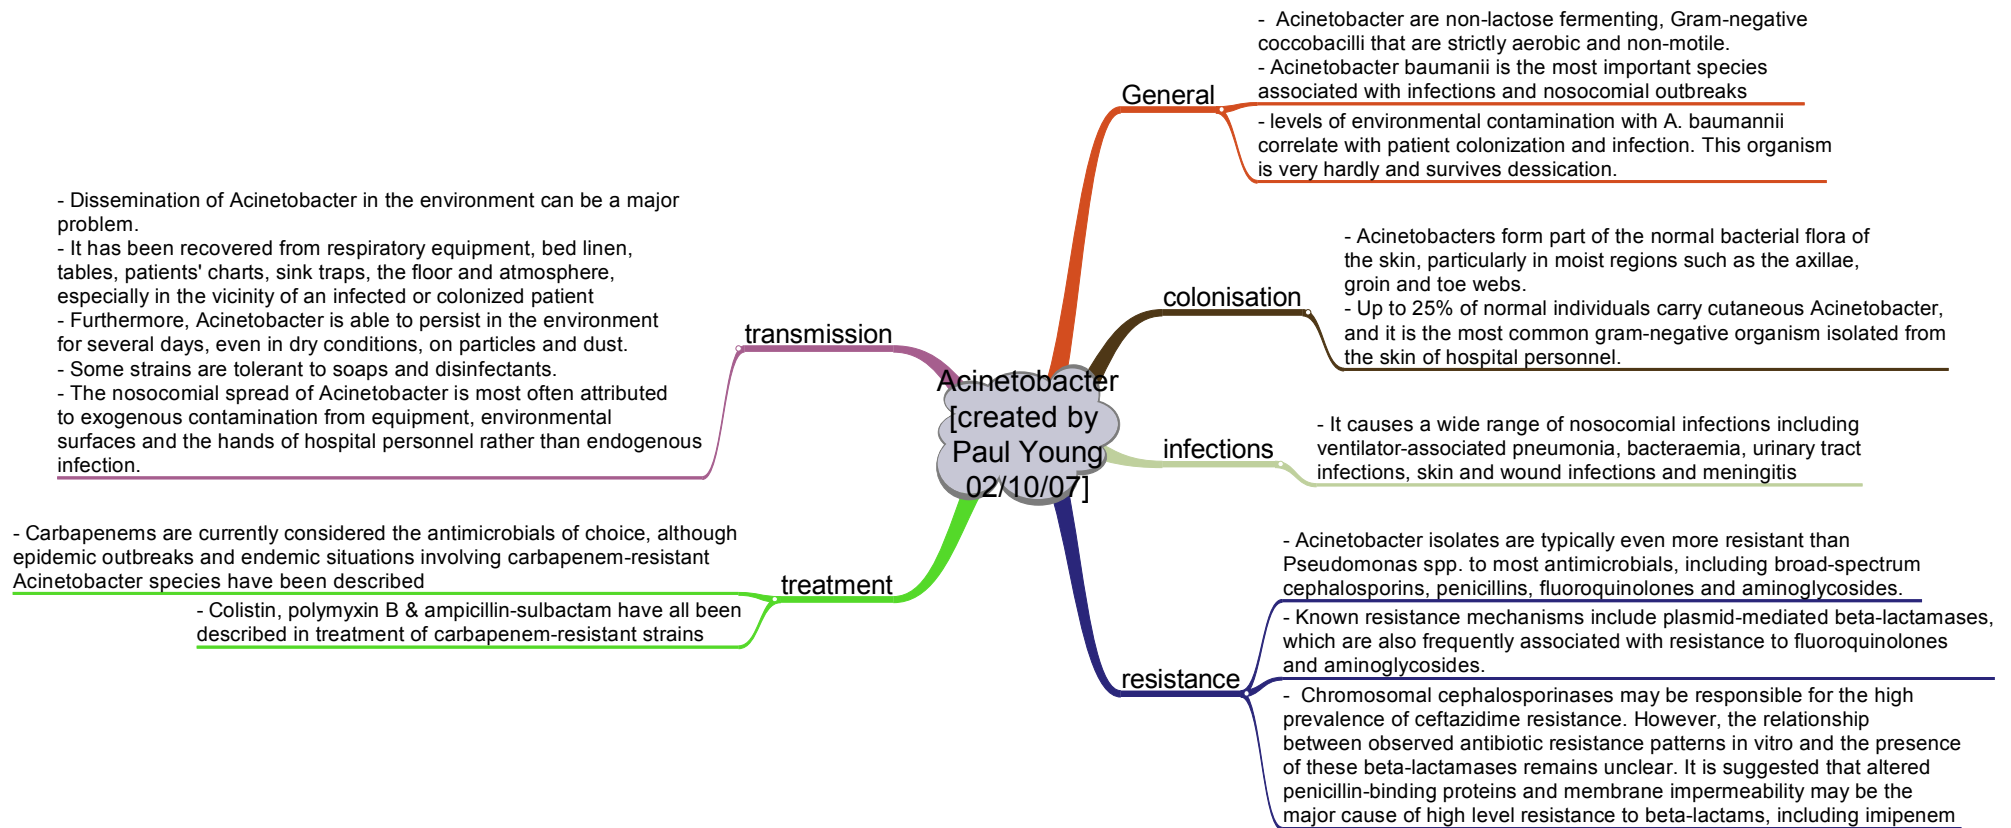 Acinetobacter
[created by
Paul Young
02/10/07]
General
-  Acinetobacter are non-lactose fermenting, Gram-negative
coccobacilli that are strictly aerobic and non-motile.
- Acinetobacter baumanii is the most important species
associated with infections and nosocomial outbreaks
- levels of environmental contamination with A. baumannii
correlate with patient colonization and infection. This organism
is very hardly and survives dessication.
colonisation
- Acinetobacters form part of the normal bacterial flora of
the skin, particularly in moist regions such as the axillae,
groin and toe webs.
- Up to 25% of normal individuals carry cutaneous Acinetobacter,
and it is the most common gram-negative organism isolated from
the skin of hospital personnel.
infections
- It causes a wide range of nosocomial infections including
ventilator-associated pneumonia, bacteraemia, urinary tract
infections, skin and wound infections and meningitis
resistance
- Acinetobacter isolates are typically even more resistant than
Pseudomonas spp. to most antimicrobials, including broad-spectrum
cephalosporins, penicillins, fluoroquinolones and aminoglycosides.
- Known resistance mechanisms include plasmid-mediated beta-lactamases,
which are also frequently associated with resistance to fluoroquinolones
and aminoglycosides.
-  Chromosomal cephalosporinases may be responsible for the high
prevalence of ceftazidime resistance. However, the relationship
between observed antibiotic resistance patterns in vitro and the presence
of these beta-lactamases remains unclear. It is suggested that altered
penicillin-binding proteins and membrane impermeability may be the
major cause of high level resistance to beta-lactams, including imipenem
transmission
- Dissemination of Acinetobacter in the environment can be a major
problem.
- It has been recovered from respiratory equipment, bed linen,
tables, patients' charts, sink traps, the floor and atmosphere,
especially in the vicinity of an infected or colonized patient
- Furthermore, Acinetobacter is able to persist in the environment
for several days, even in dry conditions, on particles and dust.
- Some strains are tolerant to soaps and disinfectants.
- The nosocomial spread of Acinetobacter is most often attributed
to exogenous contamination from equipment, environmental
surfaces and the hands of hospital personnel rather than endogenous
infection.
treatment
- Carbapenems are currently considered the antimicrobials of choice, although
epidemic outbreaks and endemic situations involving carbapenem-resistant
Acinetobacter species have been described
- Colistin, polymyxin B & ampicillin-sulbactam have all been
described in treatment of carbapenem-resistant strains